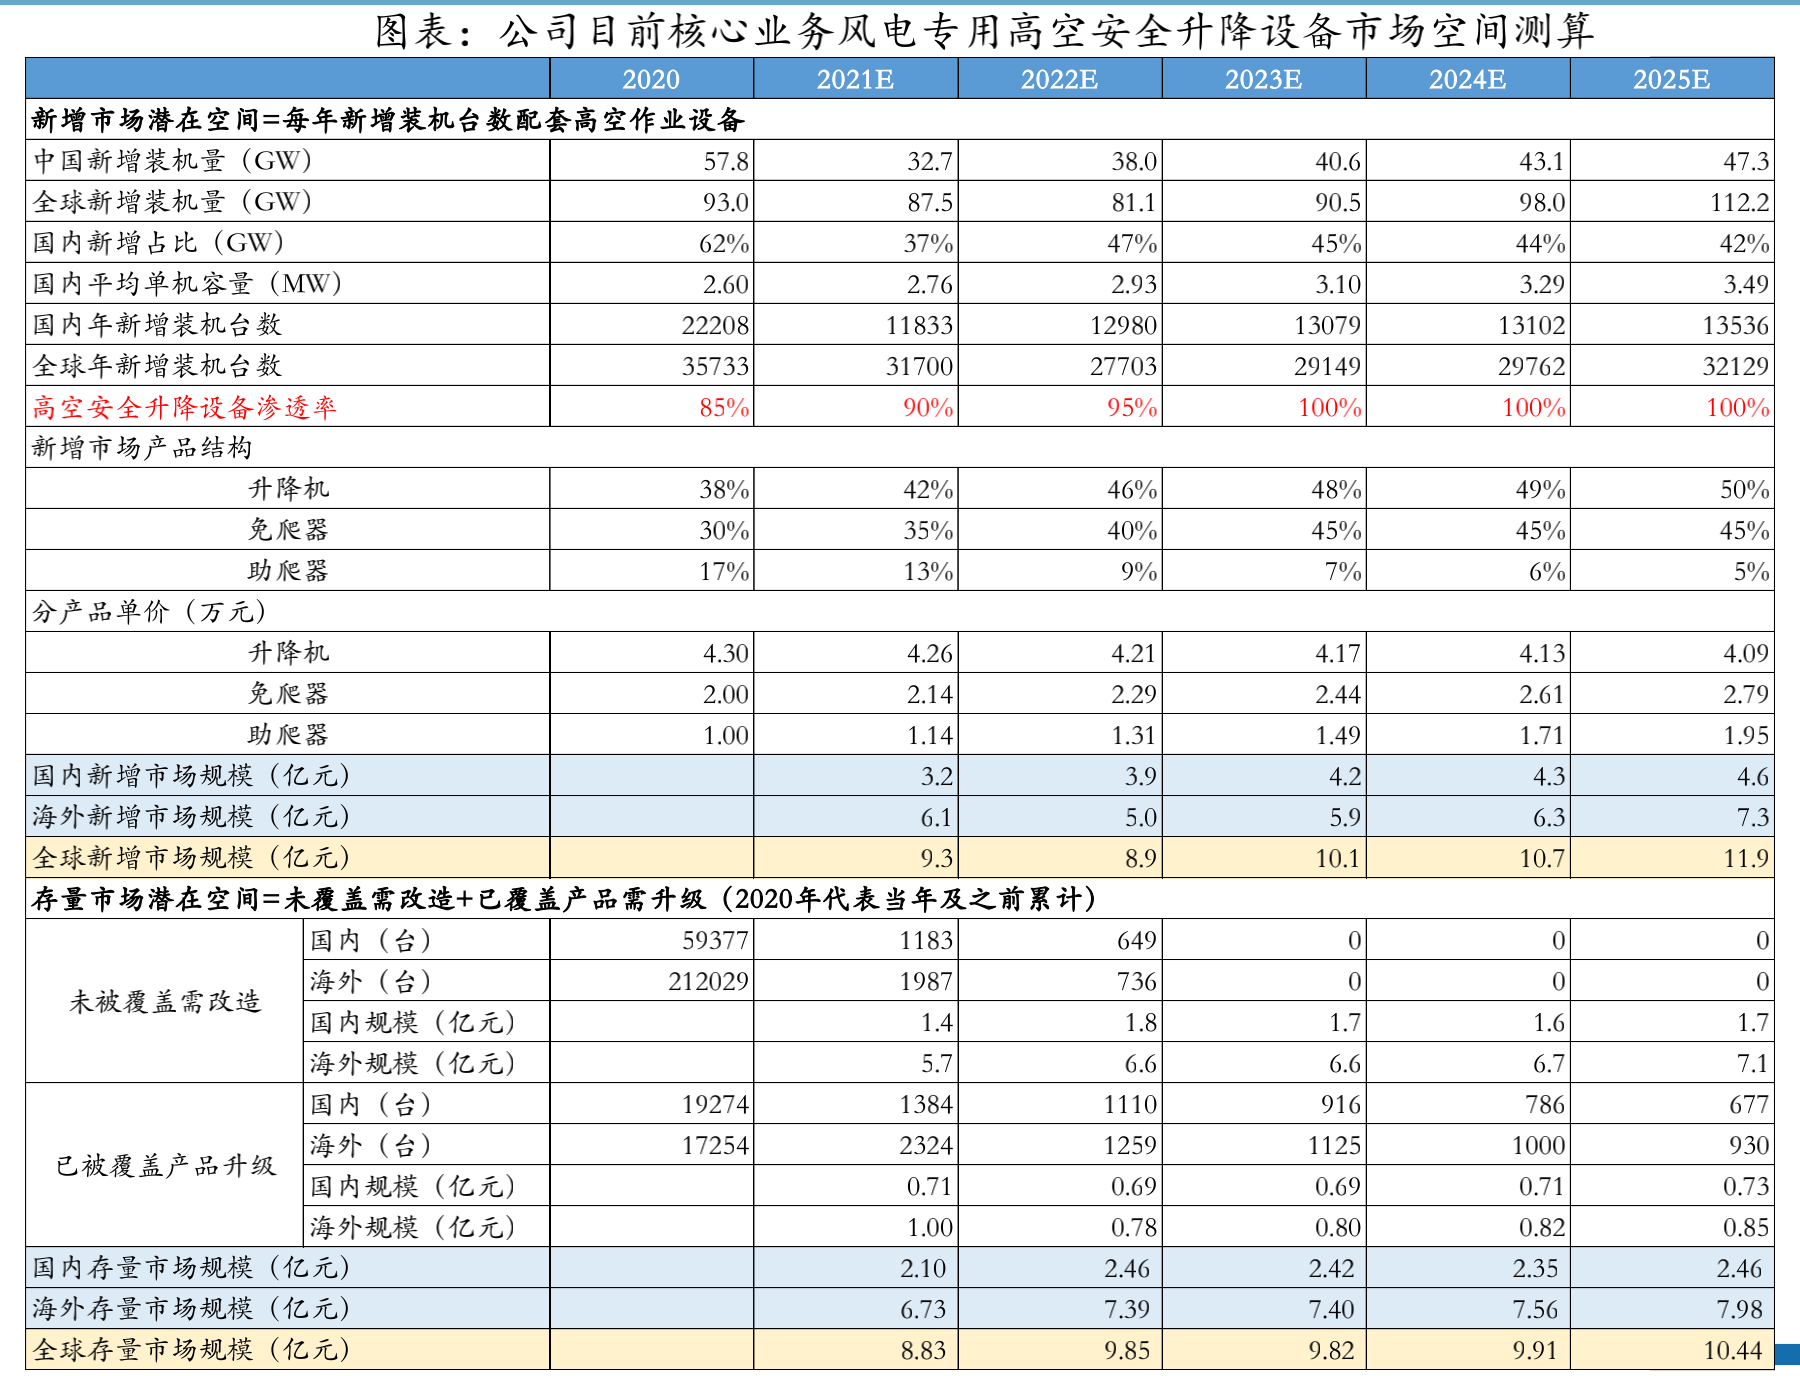 图表：公司目前核心业务风电专用高空安全升降设备市场空间测算
2020 2021E 2022E 2023E 2024E 2025E
新增市场潜在空间=每年新增装机台数配套高空作业设备
中国新增装机量（GW） 57.8 32.7 38.0 40.6 43.1 47.3
全球新增装机量（GW） 93.0 87.5 81.1 90.5 98.0 112.2
国内新增占比（GW） 62% 37% 47% 45% 44% 42%
国内平均单机容量（MW） 2.60 2.76 2.93 3.10 3.29 3.49
国内年新增装机台数 22208 11833 12980 13079 13102 13536
全球年新增装机台数 35733 31700 27703 29149 29762 32129
高空安全升降设备渗透率 85% 90% 95% 100% 100% 100%
新增市场产品结构
升降机 38% 42% 46% 48% 49% 50%
免爬器 30% 35% 40% 45% 45% 45%
助爬器 17% 13% 9% 7% 6% 5%
分产品单价（万元）
升降机 4.30 4.26 4.21 4.17 4.13 4.09
免爬器 2.00 2.14 2.29 2.44 2.61 2.79
助爬器 1.00 1.14 1.31 1.49 1.71 1.95
国内新增市场规模（亿元） 3.2 3.9 4.2 4.3 4.6
海外新增市场规模（亿元） 6.1 5.0 5.9 6.3 7.3
全球新增市场规模（亿元） 9.3 8.9 10.1 10.7 11.9
存量市场潜在空间=未覆盖需改造+已覆盖产品需升级（2020年代表当年及之前累计）
未被覆盖需改造
国内（台） 59377 1183 649 0 0 0
海外（台） 212029 1987 736 0 0 0
国内规模（亿元） 1.4 1.8 1.7 1.6 1.7
海外规模（亿元） 5.7 6.6 6.6 6.7 7.1
已被覆盖产品升级
国内（台） 19274 1384 1110 916 786 677
海外（台） 17254 2324 1259 1125 1000 930
国内规模（亿元） 0.71 0.69 0.69 0.71 0.73
海外规模（亿元） 1.00 0.78 0.80 0.82 0.85
国内存量市场规模（亿元） 2.10 2.46 2.42 2.35 2.46
海外存量市场规模（亿元） 6.73 7.39 7.40 7.56 7.98
全球存量市场规模（亿元） 8.83 9.85 9.82 9.91 10.44